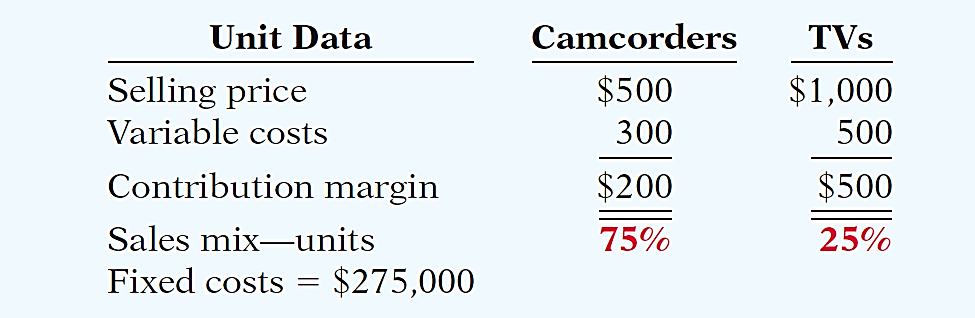 Unit Data Camcorders TVs
Selling price $500 $1,000
Variable costs 300 500
Contribution margin $200 $500
Sales mix—units 75% 25%
Fixed costs = $275,000